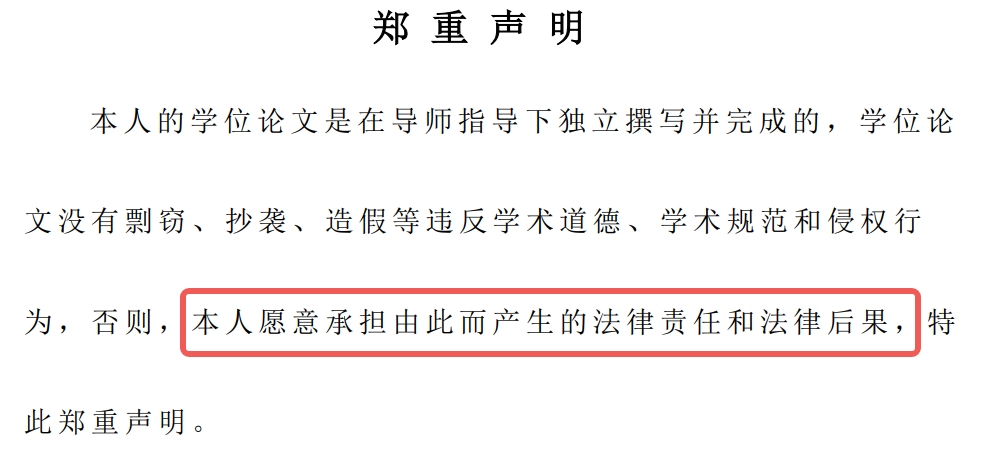 郑重声明
本人的学位论文是在导师指导下独立撰写并完成的，学位论
文没有剽窃、抄袭、造假等违反学术道德、学术规范和侵权行
为，否则，本人愿意承担由此而产生的法律责任和法律后果，特
此郑重声明。